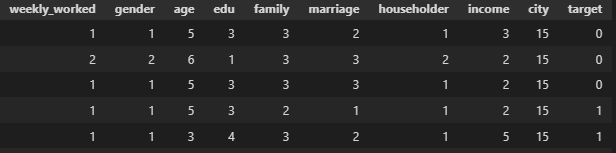 weekly_worked gender age edu family marriage householder income city target
1 1 5 3 3 2 1 3 15 0
2 2 6 1 3 3 2 2 15 0
1 1 5 3 3 3 1 2 15 0
1 1 5 3 2 1 1 2 15 1
1 1 3 4 3 2 1 5 15 1